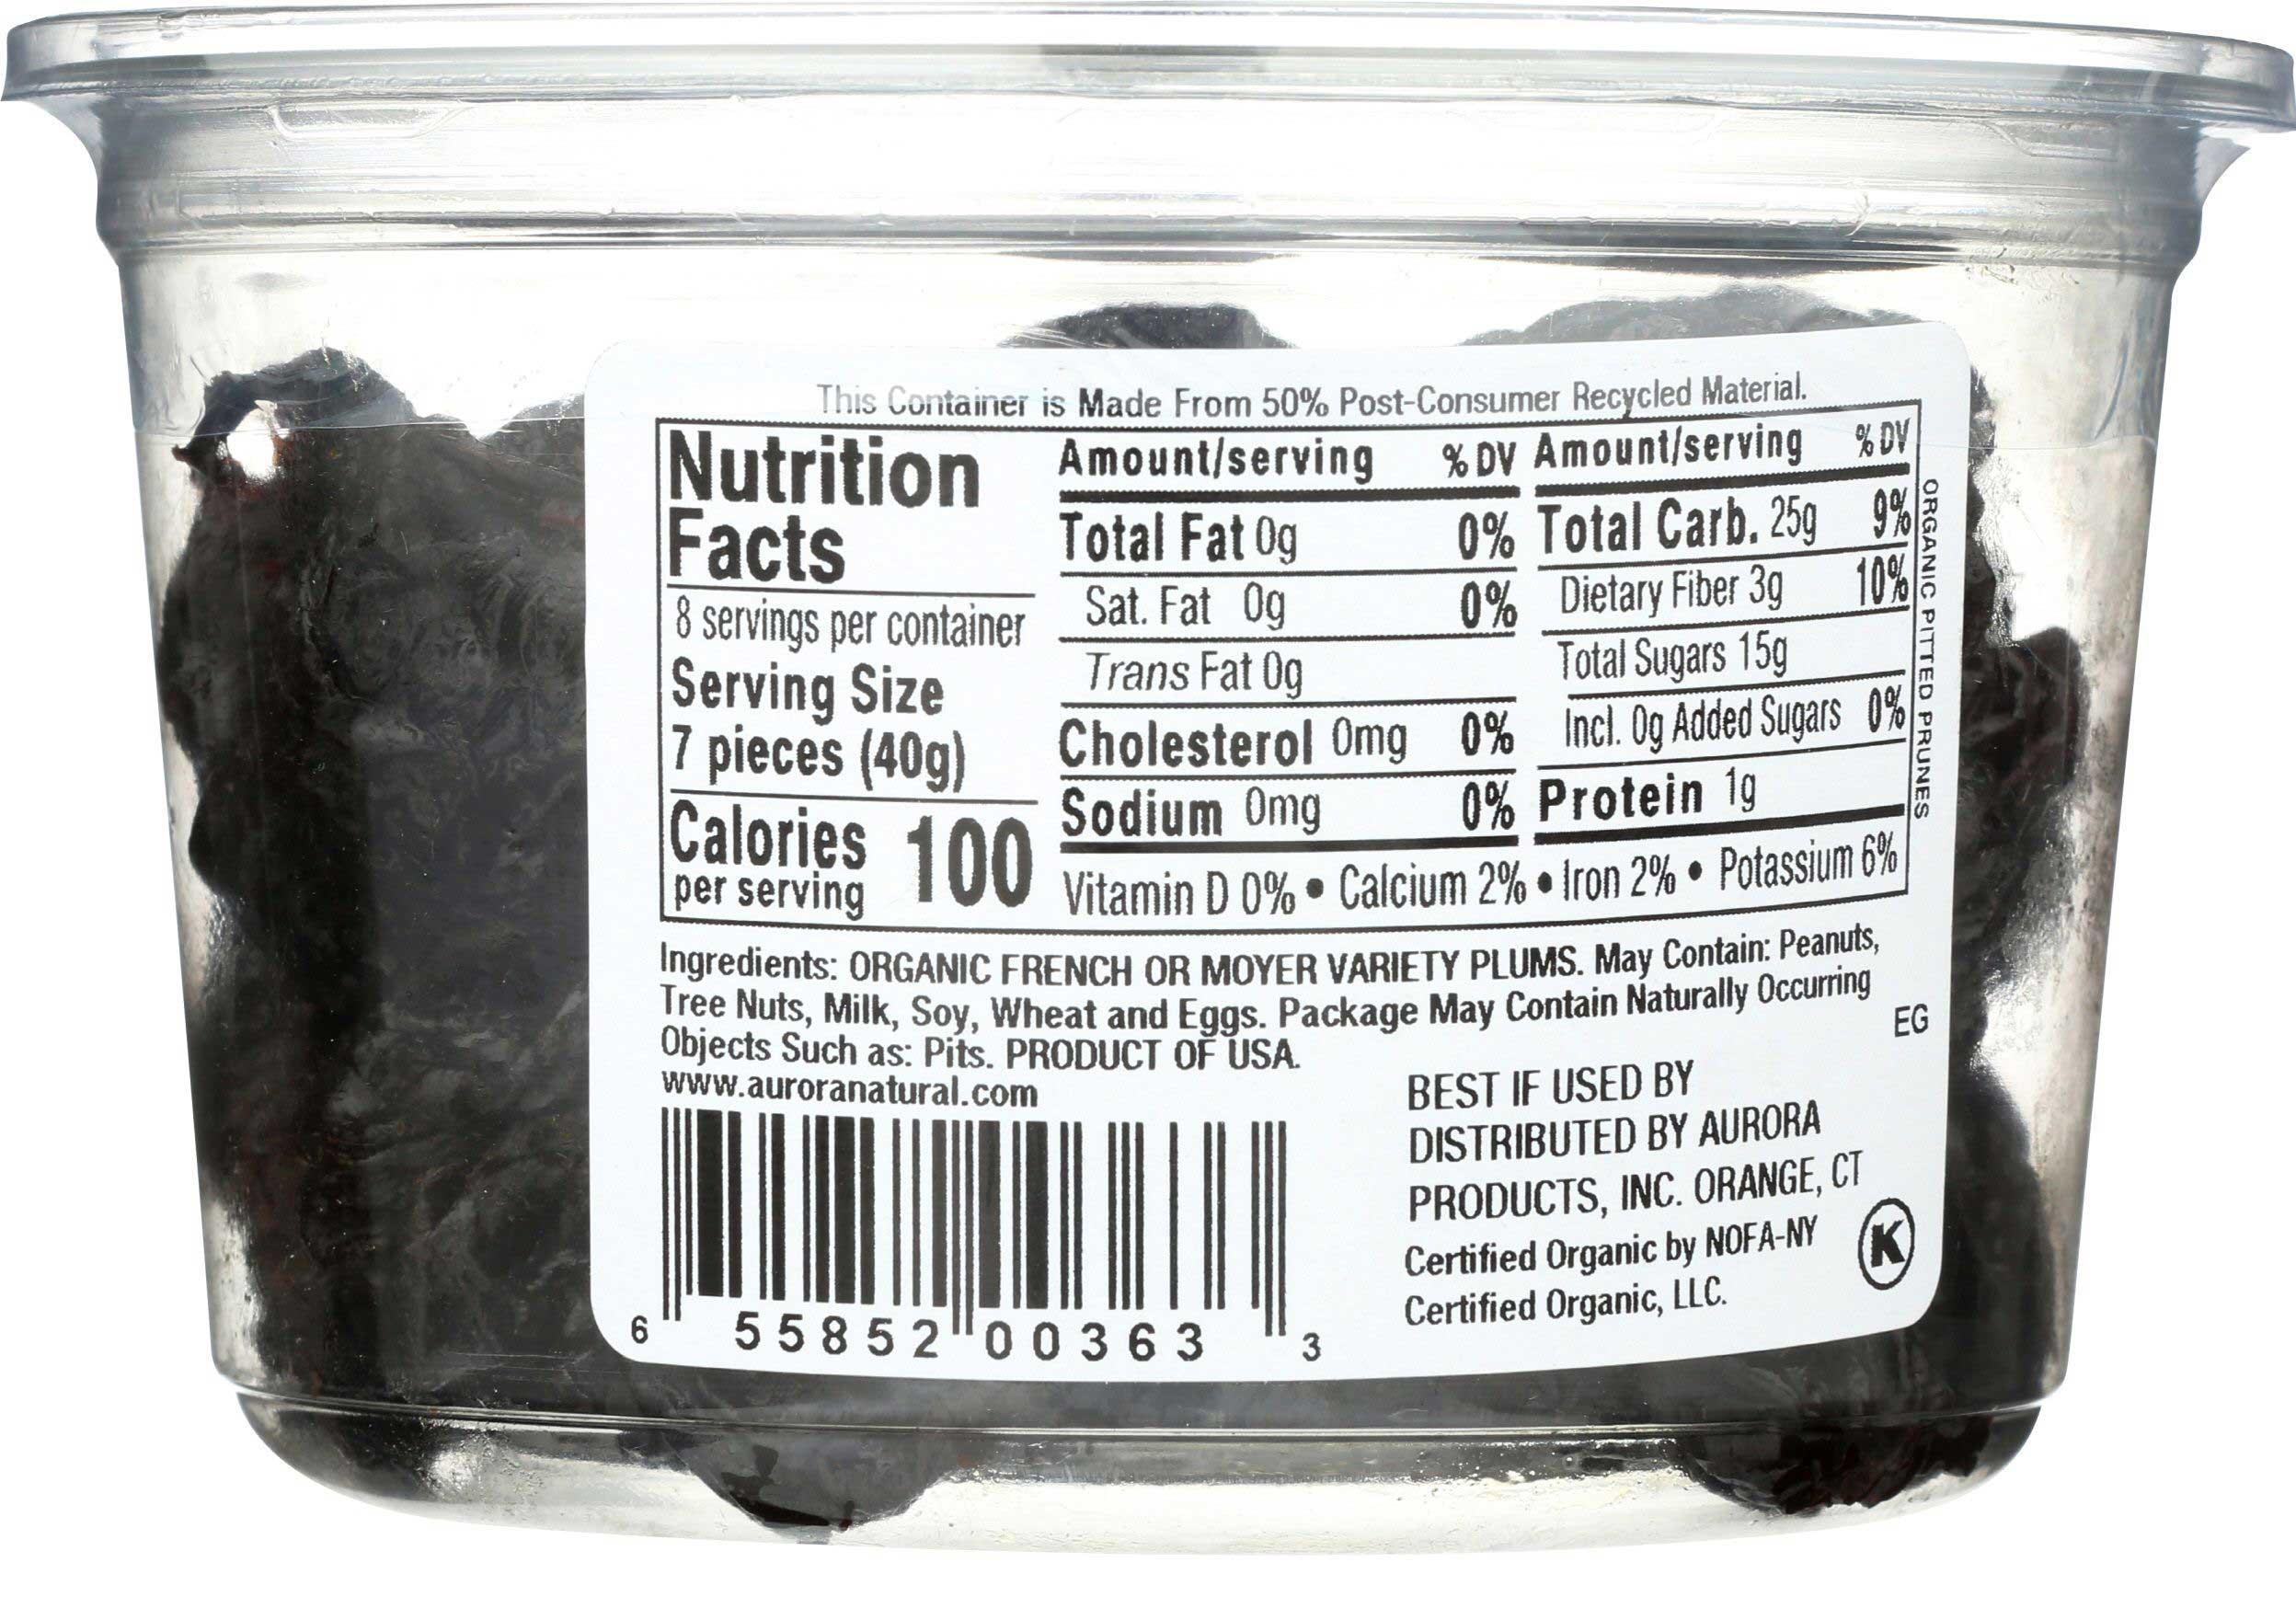 This Container is Made From 50% Post-Consumer Recycled Material.
Nutrition
Facts
8 servings per container
Serving Size
7 pieces (40g)
Calories 100
per serving
Amount/serving % DV
Total Fat 0g 0%
Sat. Fat 0g 0%
Trans Fat 0g
Cholesterol 0mg 0%
Sodium 0mg 0%
Amount/serving % DV
Total Carb. 25g 9%
Dietary Fiber 3g 10%
Total Sugars 15g
Incl. 0g Added Sugars 0%
Protein 1g
Vitamin D 0% • Calcium 2% • Iron 2% • Potassium 6%
ORGANIC PITTED PRUNES
Ingredients: ORGANIC FRENCH OR MOYER VARIETY PLUMS. May Contain: Peanuts,
Tree Nuts, Milk, Soy, Wheat and Eggs. Package May Contain Naturally Occurring
Objects Such as: Pits. PRODUCT OF USA.
www.auroranatural.com
EG
BEST IF USED BY
DISTRIBUTED BY AURORA
PRODUCTS, INC. ORANGE, CT
Certified Organic by NOFA-NY
Certified Organic, LLC.
K
6 55852 00363 3